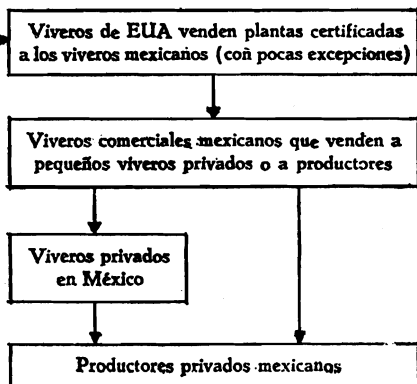 Viveros de EUA venden plantas certificadas
a los viveros mexicanos (con pocas excepciones)
Viveros comerciales mexicanos que venden a
pequeños viveros privados o a productores
Viveros privados
en México
Productores privados mexicanos